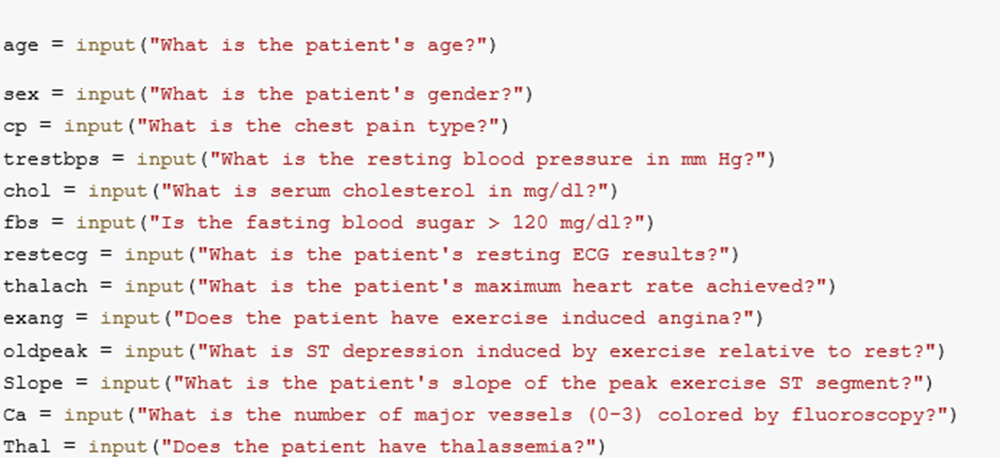 age = input("What is the patient's age?")
sex = input("What is the patient's gender?")
cp = input("What is the chest pain type?")
trestbps = input("What is the resting blood pressure in mm Hg?")
chol = input("What is serum cholesterol in mg/dl?")
fbs = input("Is the fasting blood sugar > 120 mg/dl?")
restecg = input("What is the patient's resting ECG results?")
thalach = input("What is the patient's maximum heart rate achieved?")
exang = input("Does the patient have exercise induced angina?")
oldpeak = input("What is ST depression induced by exercise relative to rest?")
Slope = input("What is the patient's slope of the peak exercise ST segment?")
Ca = input("What is the number of major vessels (0-3) colored by fluoroscopy?")
Thal = input("Does the patient have thalassemia?")